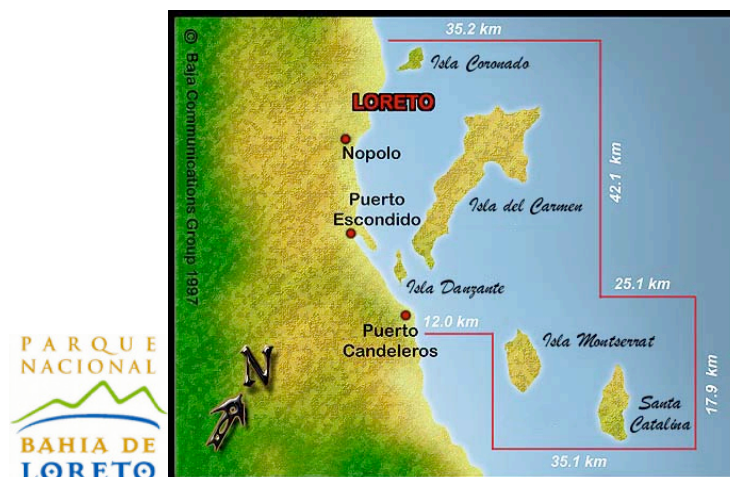 35.2 km
Isla Coronado
© Baja Communications Group 1997
LORETO
Nopolo
42.1 km
Puerto
Escondido
Isla del Carmen
Isla Danzante
25.1 km
Puerto
Candeleros
12.0 km
Isla Montserrat
17.9 km
Santa
Catalina
35.1 km
N
PARQUE
NACIONAL
BAHIA DE
LORETO